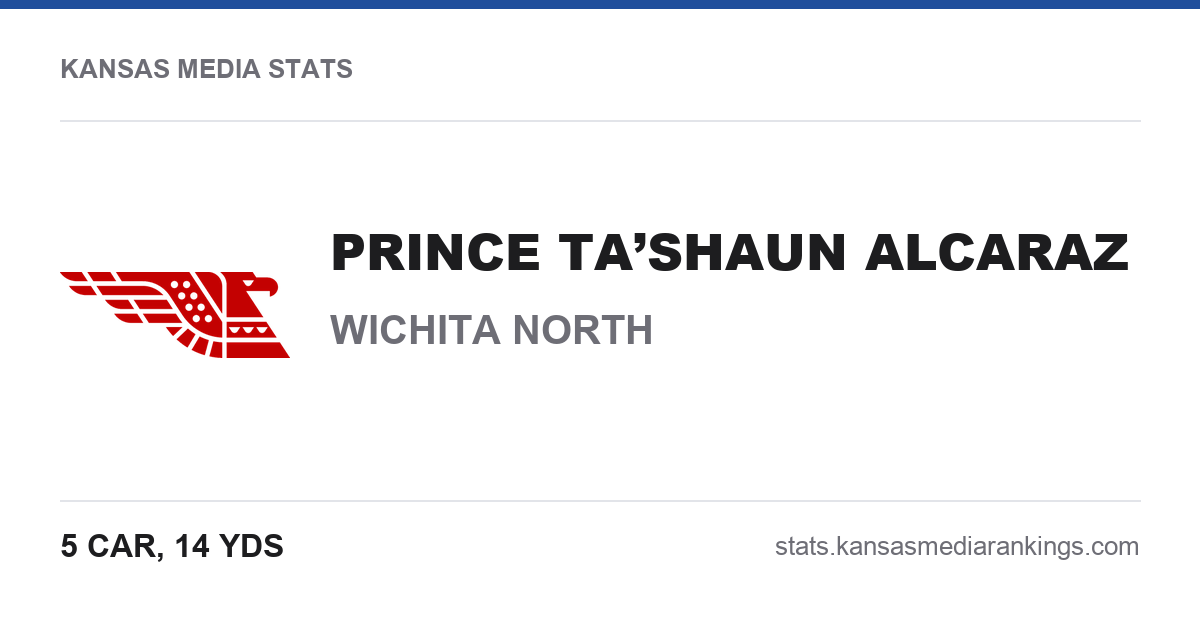 KANSAS MEDIA STATS
PRINCE TA’SHAUN ALCARAZ
WICHITA NORTH
5 CAR, 14 YDS
stats.kansasmediarankings.com